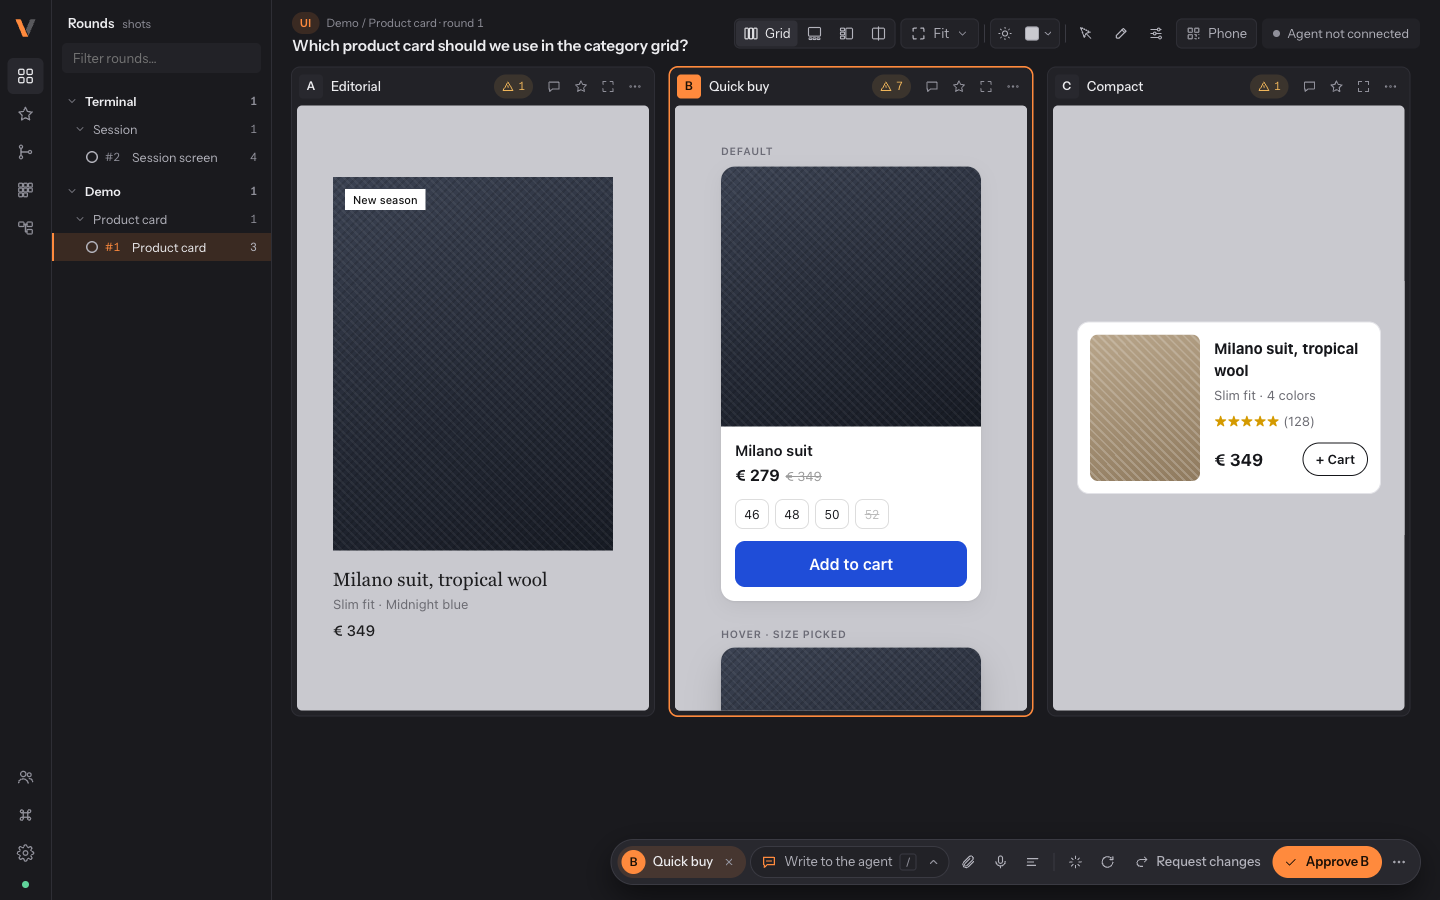 Rounds shots
Filter rounds...
Terminal 1
Session 1
#2 Session screen 4
Demo 1
Product card 1
#1 Product card 3
UI Demo / Product card · round 1
Which product card should we use in the category grid?
Grid
Fit
Phone
Agent not connected
A Editorial 1
New season
Milano suit, tropical wool
Slim fit · Midnight blue
€ 349
B Quick buy 7
DEFAULT
Milano suit
€ 279 € 349
46 48 50 52
Add to cart
HOVER · SIZE PICKED
C Compact 1
Milano suit, tropical
wool
Slim fit · 4 colors
★★★★★ (128)
€ 349 + Cart
B Quick buy ×
Write to the agent /
Request changes
Approve B